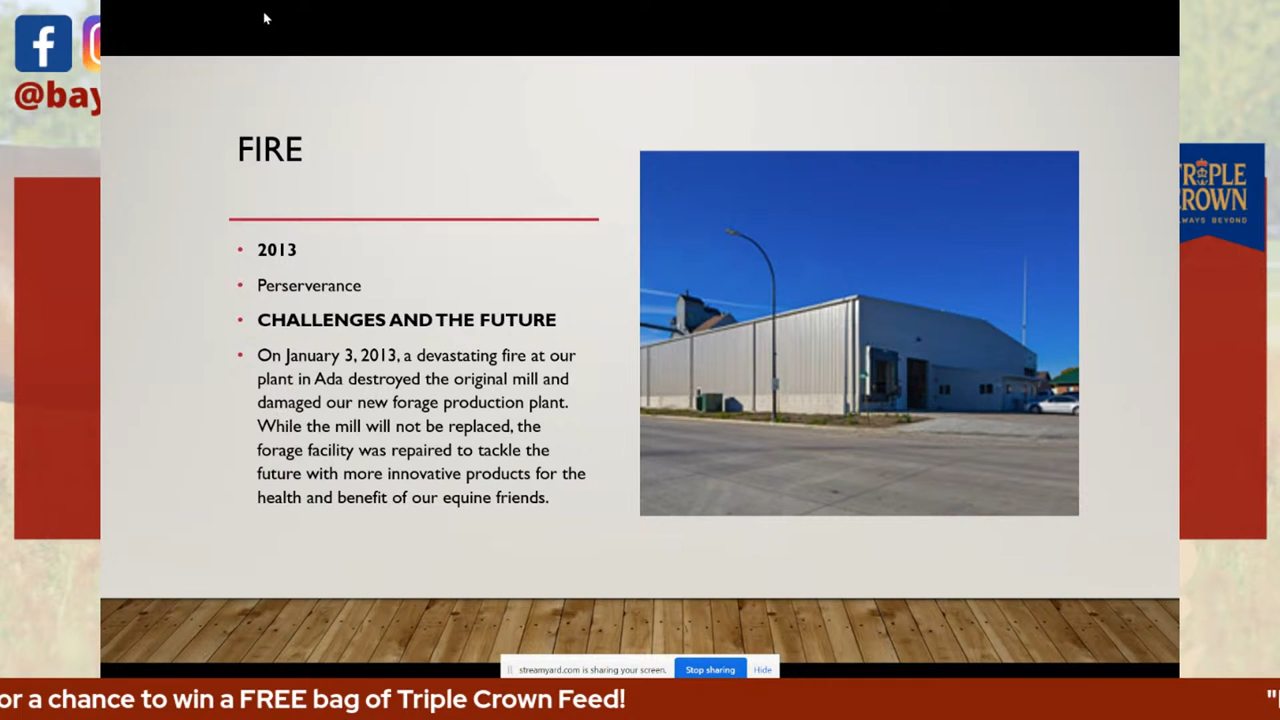 @bay
FIRE
2013
Perserverance
CHALLENGES AND THE FUTURE
On January 3, 2013, a devastating fire at our
plant in Ada destroyed the original mill and
damaged our new forage production plant.
While the mill will not be replaced, the
forage facility was repaired to tackle the
future with more innovative products for the
health and benefit of our equine friends.
TRIPLE
CROWN
ALWAYS BEYOND
streamyard.com is sharing your screen. Stop sharing Hide
or a chance to win a FREE bag of Triple Crown Feed!